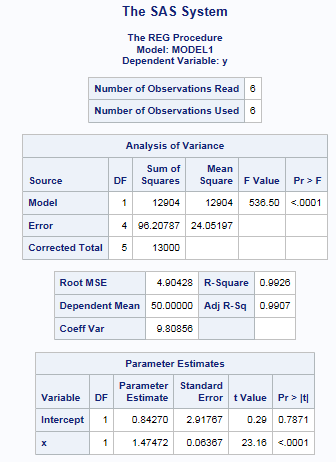 The SAS System
The REG Procedure
Model: MODEL1
Dependent Variable: y
Number of Observations Read 6
Number of Observations Used 6
Analysis of Variance
Source DF Sum of Squares Mean Square F Value Pr > F
Model 1 12904 12904 536.50 <.0001
Error 4 96.20787 24.05197
Corrected Total 5 13000
Root MSE 4.90428 R-Square 0.9926
Dependent Mean 50.00000 Adj R-Sq 0.9907
Coeff Var 9.80856
Parameter Estimates
Variable DF Parameter Estimate Standard Error t Value Pr > |t|
Intercept 1 0.84270 2.91767 0.29 0.7871
x 1 1.47472 0.06367 23.16 <.0001